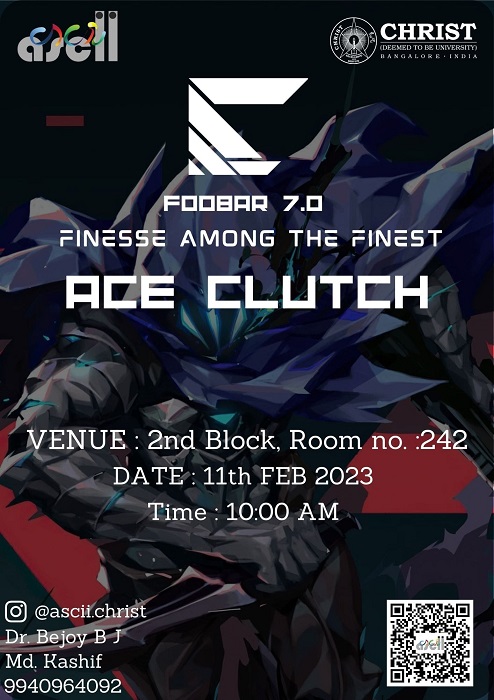 ascii
CHRIST
(DEEMED TO BE UNIVERSITY)
BANGALORE · INDIA
FOOBAR 7.0
FINESSE AMONG THE FINEST
ACE CLUTCH
VENUE : 2nd Block, Room no. :242
DATE : 11th FEB 2023
Time : 10:00 AM
@ascii.christ
Dr. Bejoy B J
Md. Kashif
9940964092
ascii